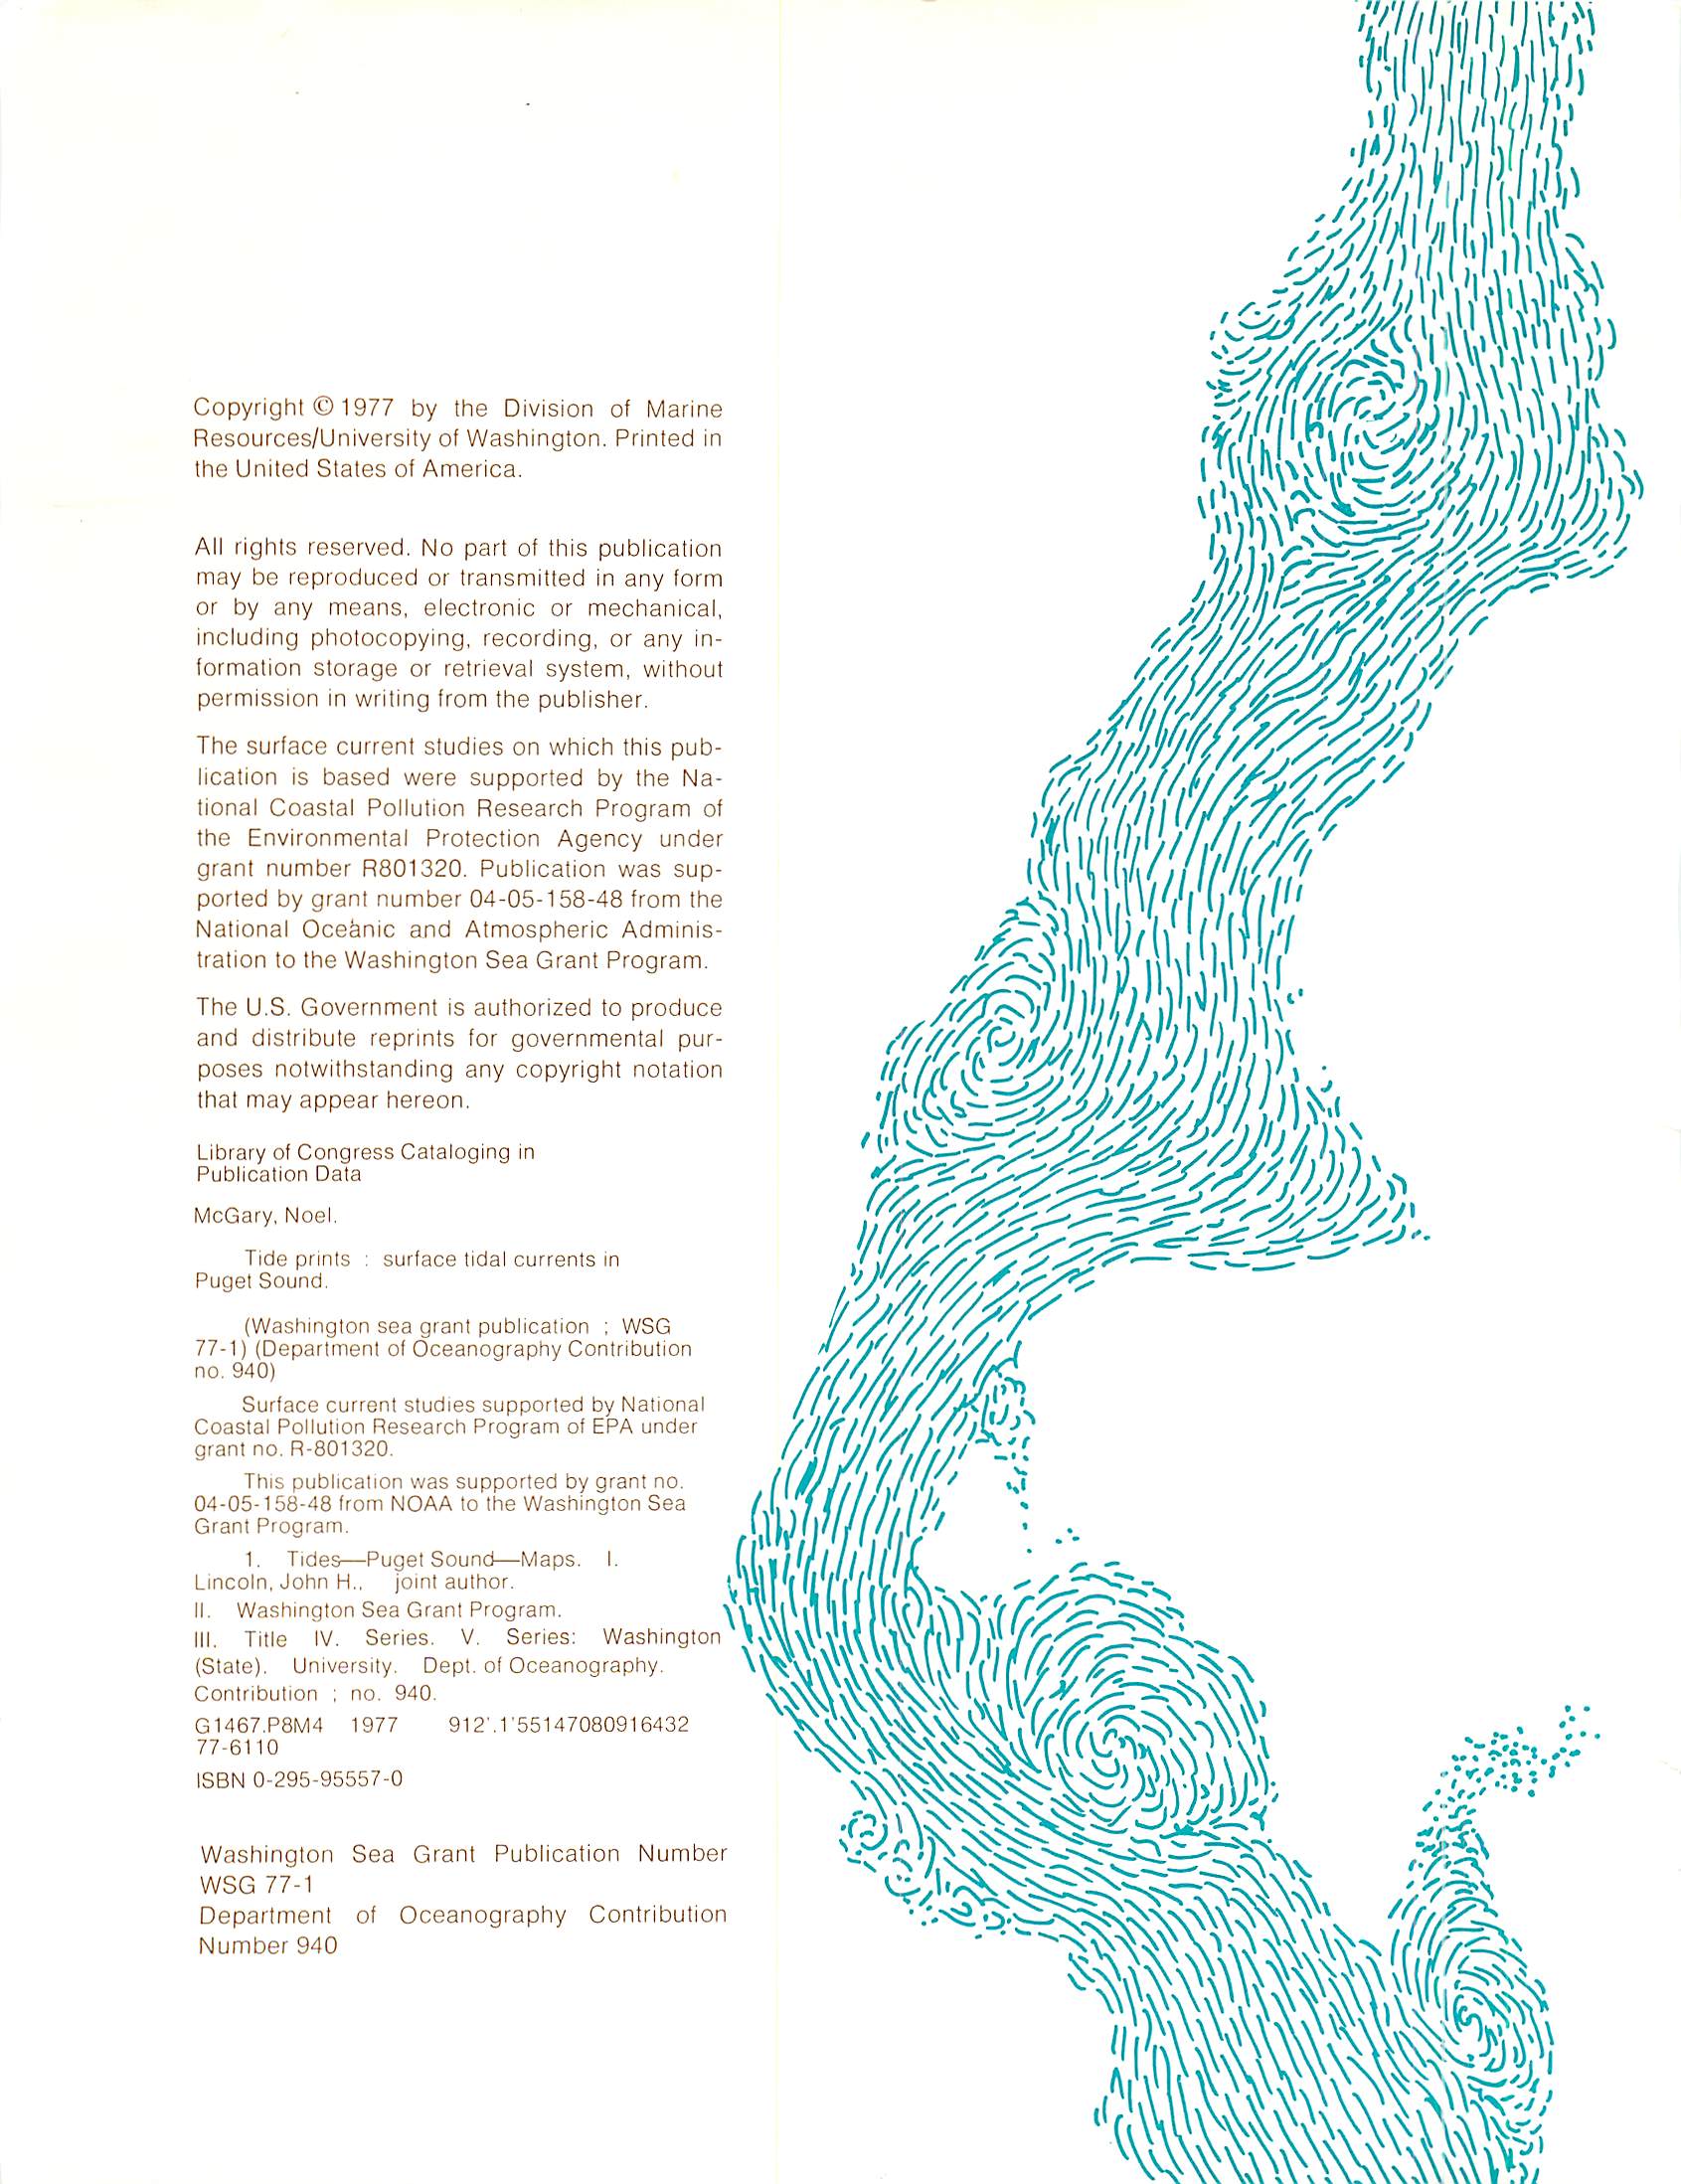 Copyright © 1977 by the Division of Marine
Resources/University of Washington. Printed in
the United States of America.
All rights reserved. No part of this publication
may be reproduced or transmitted in any form
or by any means, electronic or mechanical,
including photocopying, recording, or any in-
formation storage or retrieval system, without
permission in writing from the publisher.
The surface current studies on which this pub-
lication is based were supported by the Na-
tional Coastal Pollution Research Program of
the Environmental Protection Agency under
grant number R801320. Publication was sup-
ported by grant number 04-05-158-48 from the
National Oceanic and Atmospheric Adminis-
tration to the Washington Sea Grant Program.
The U.S. Government is authorized to produce
and distribute reprints for governmental pur-
poses notwithstanding any copyright notation
that may appear hereon.
Library of Congress Cataloging in
Publication Data
McGary, Noel.
Tide prints : surface tidal currents in
Puget Sound.
(Washington sea grant publication ; WSG
77-1) (Department of Oceanography Contribution
no. 940)
Surface current studies supported by National
Coastal Pollution Research Program of EPA under
grant no. R-801320.
This publication was supported by grant no.
04-05-158-48 from NOAA to the Washington Sea
Grant Program.
1. Tides—Puget Sound—Maps. I.
Lincoln, John H., joint author.
II. Washington Sea Grant Program.
III. Title IV. Series. V. Series: Washington
(State). University. Dept. of Oceanography.
Contribution ; no. 940.
G1467.P8M4 1977 912'.1'55147080916432
77-6110
ISBN 0-295-95557-0
Washington Sea Grant Publication Number
WSG 77-1
Department of Oceanography Contribution
Number 940